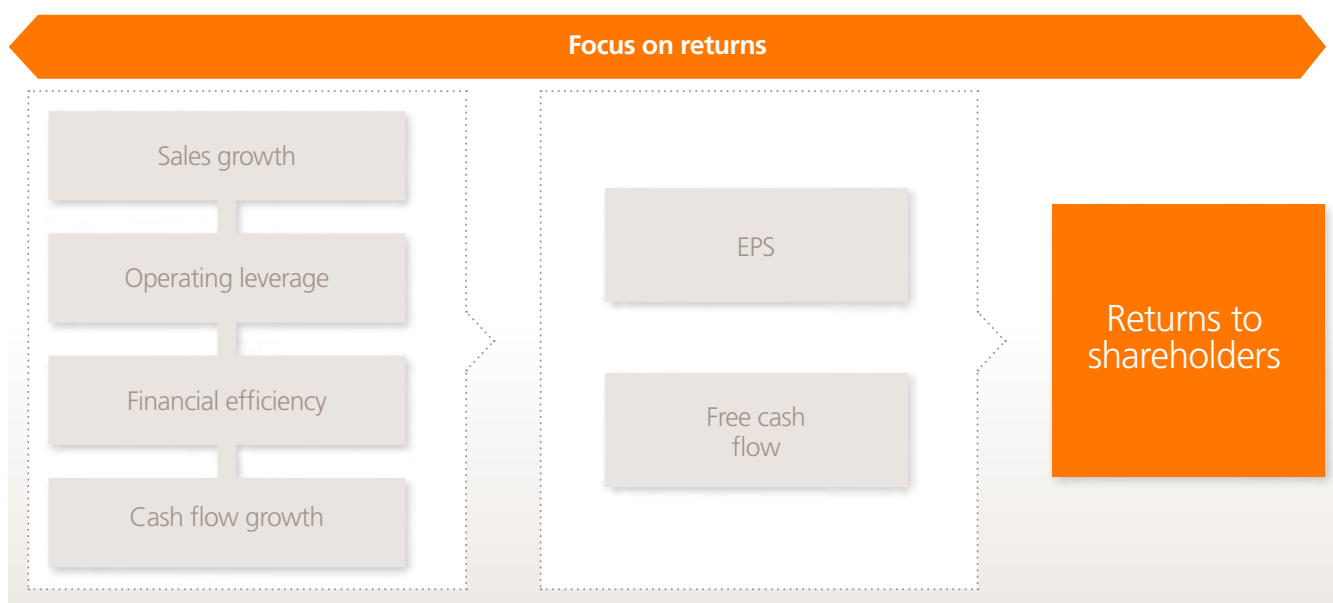 Focus on returns
Sales growth
Operating leverage
Financial efficiency
Cash flow growth
EPS
Free cash
flow
Returns to
shareholders